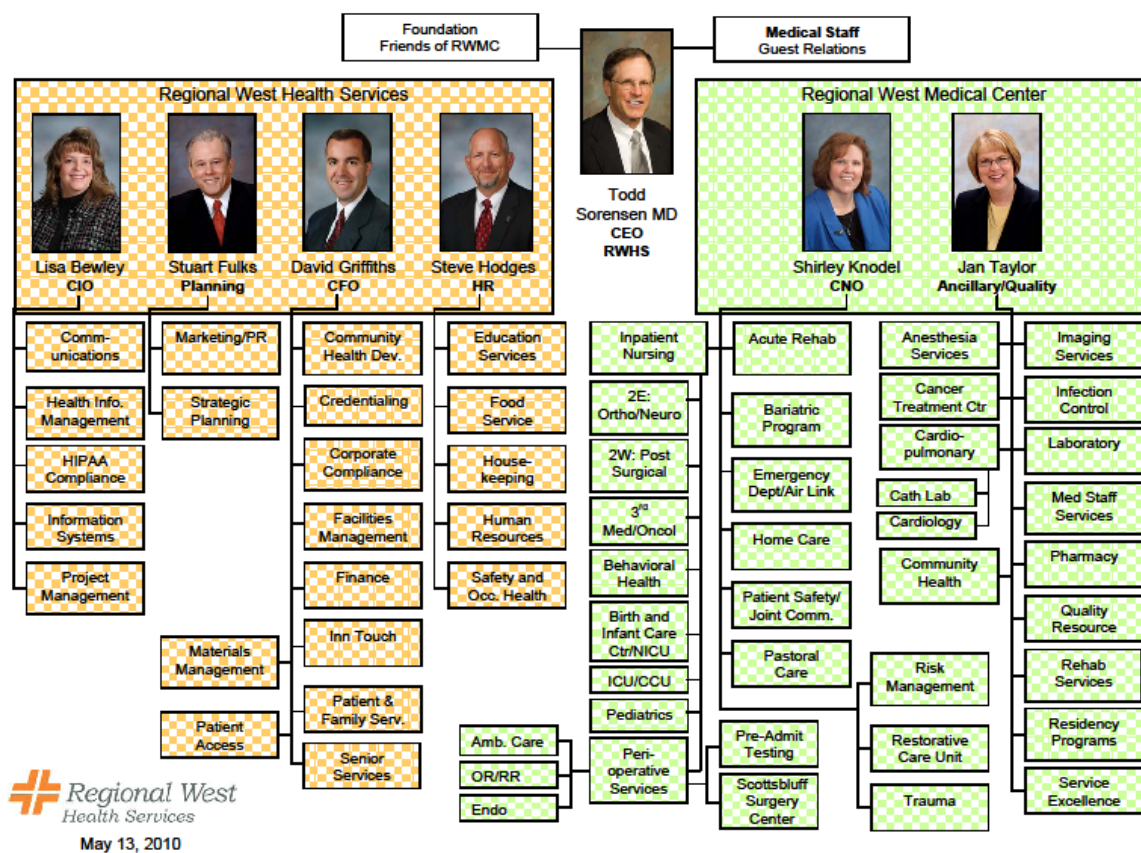 Foundation
Friends of RWMC
Medical Staff
Guest Relations
Regional West Health Services
Regional West Medical Center
Todd
Sorensen MD
CEO
RWHS
Lisa Bewley
CIO
Stuart Fulks
Planning
David Griffiths
CFO
Steve Hodges
HR
Shirley Knodel
CNO
Jan Taylor
Ancillary/Quality
Comm-
unications
Health Info.
Management
HIPAA
Compliance
Information
Systems
Project
Management
Marketing/PR
Strategic
Planning
Community
Health Dev.
Credentialing
Corporate
Compliance
Facilities
Management
Finance
Inn Touch
Materials
Management
Patient &
Family Serv.
Patient
Access
Senior
Services
Education
Services
Food
Service
House-
keeping
Human
Resources
Safety and
Occ. Health
Inpatient
Nursing
2E:
Ortho/Neuro
2W: Post
Surgical
3rd
Med/Oncol
Behavioral
Health
Birth and
Infant Care
Ctr/NICU
ICU/CCU
Pediatrics
Peri-
operative
Services
Amb. Care
OR/RR
Endo
Pre-Admit
Testing
Scottsbluff
Surgery
Center
Acute Rehab
Bariatric
Program
Emergency
Dept/Air Link
Home Care
Patient Safety/
Joint Comm.
Pastoral
Care
Risk
Management
Restorative
Care Unit
Trauma
Anesthesia
Services
Cancer
Treatment Ctr
Cardio-
pulmonary
Cath Lab
Cardiology
Community
Health
Imaging
Services
Infection
Control
Laboratory
Med Staff
Services
Pharmacy
Quality
Resource
Rehab
Services
Residency
Programs
Service
Excellence
Regional West
Health Services
May 13, 2010